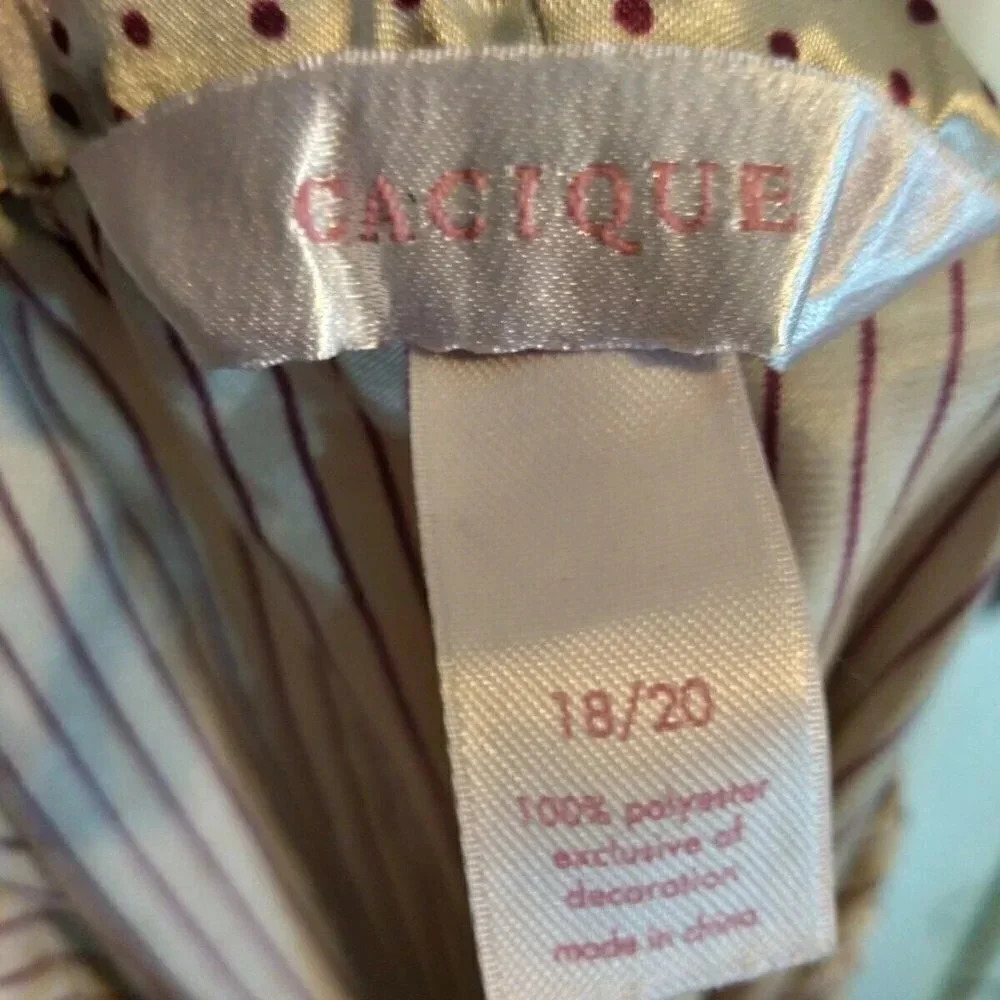 CACIQUE
18/20
100% polyester
exclusive of
decoration
made in china